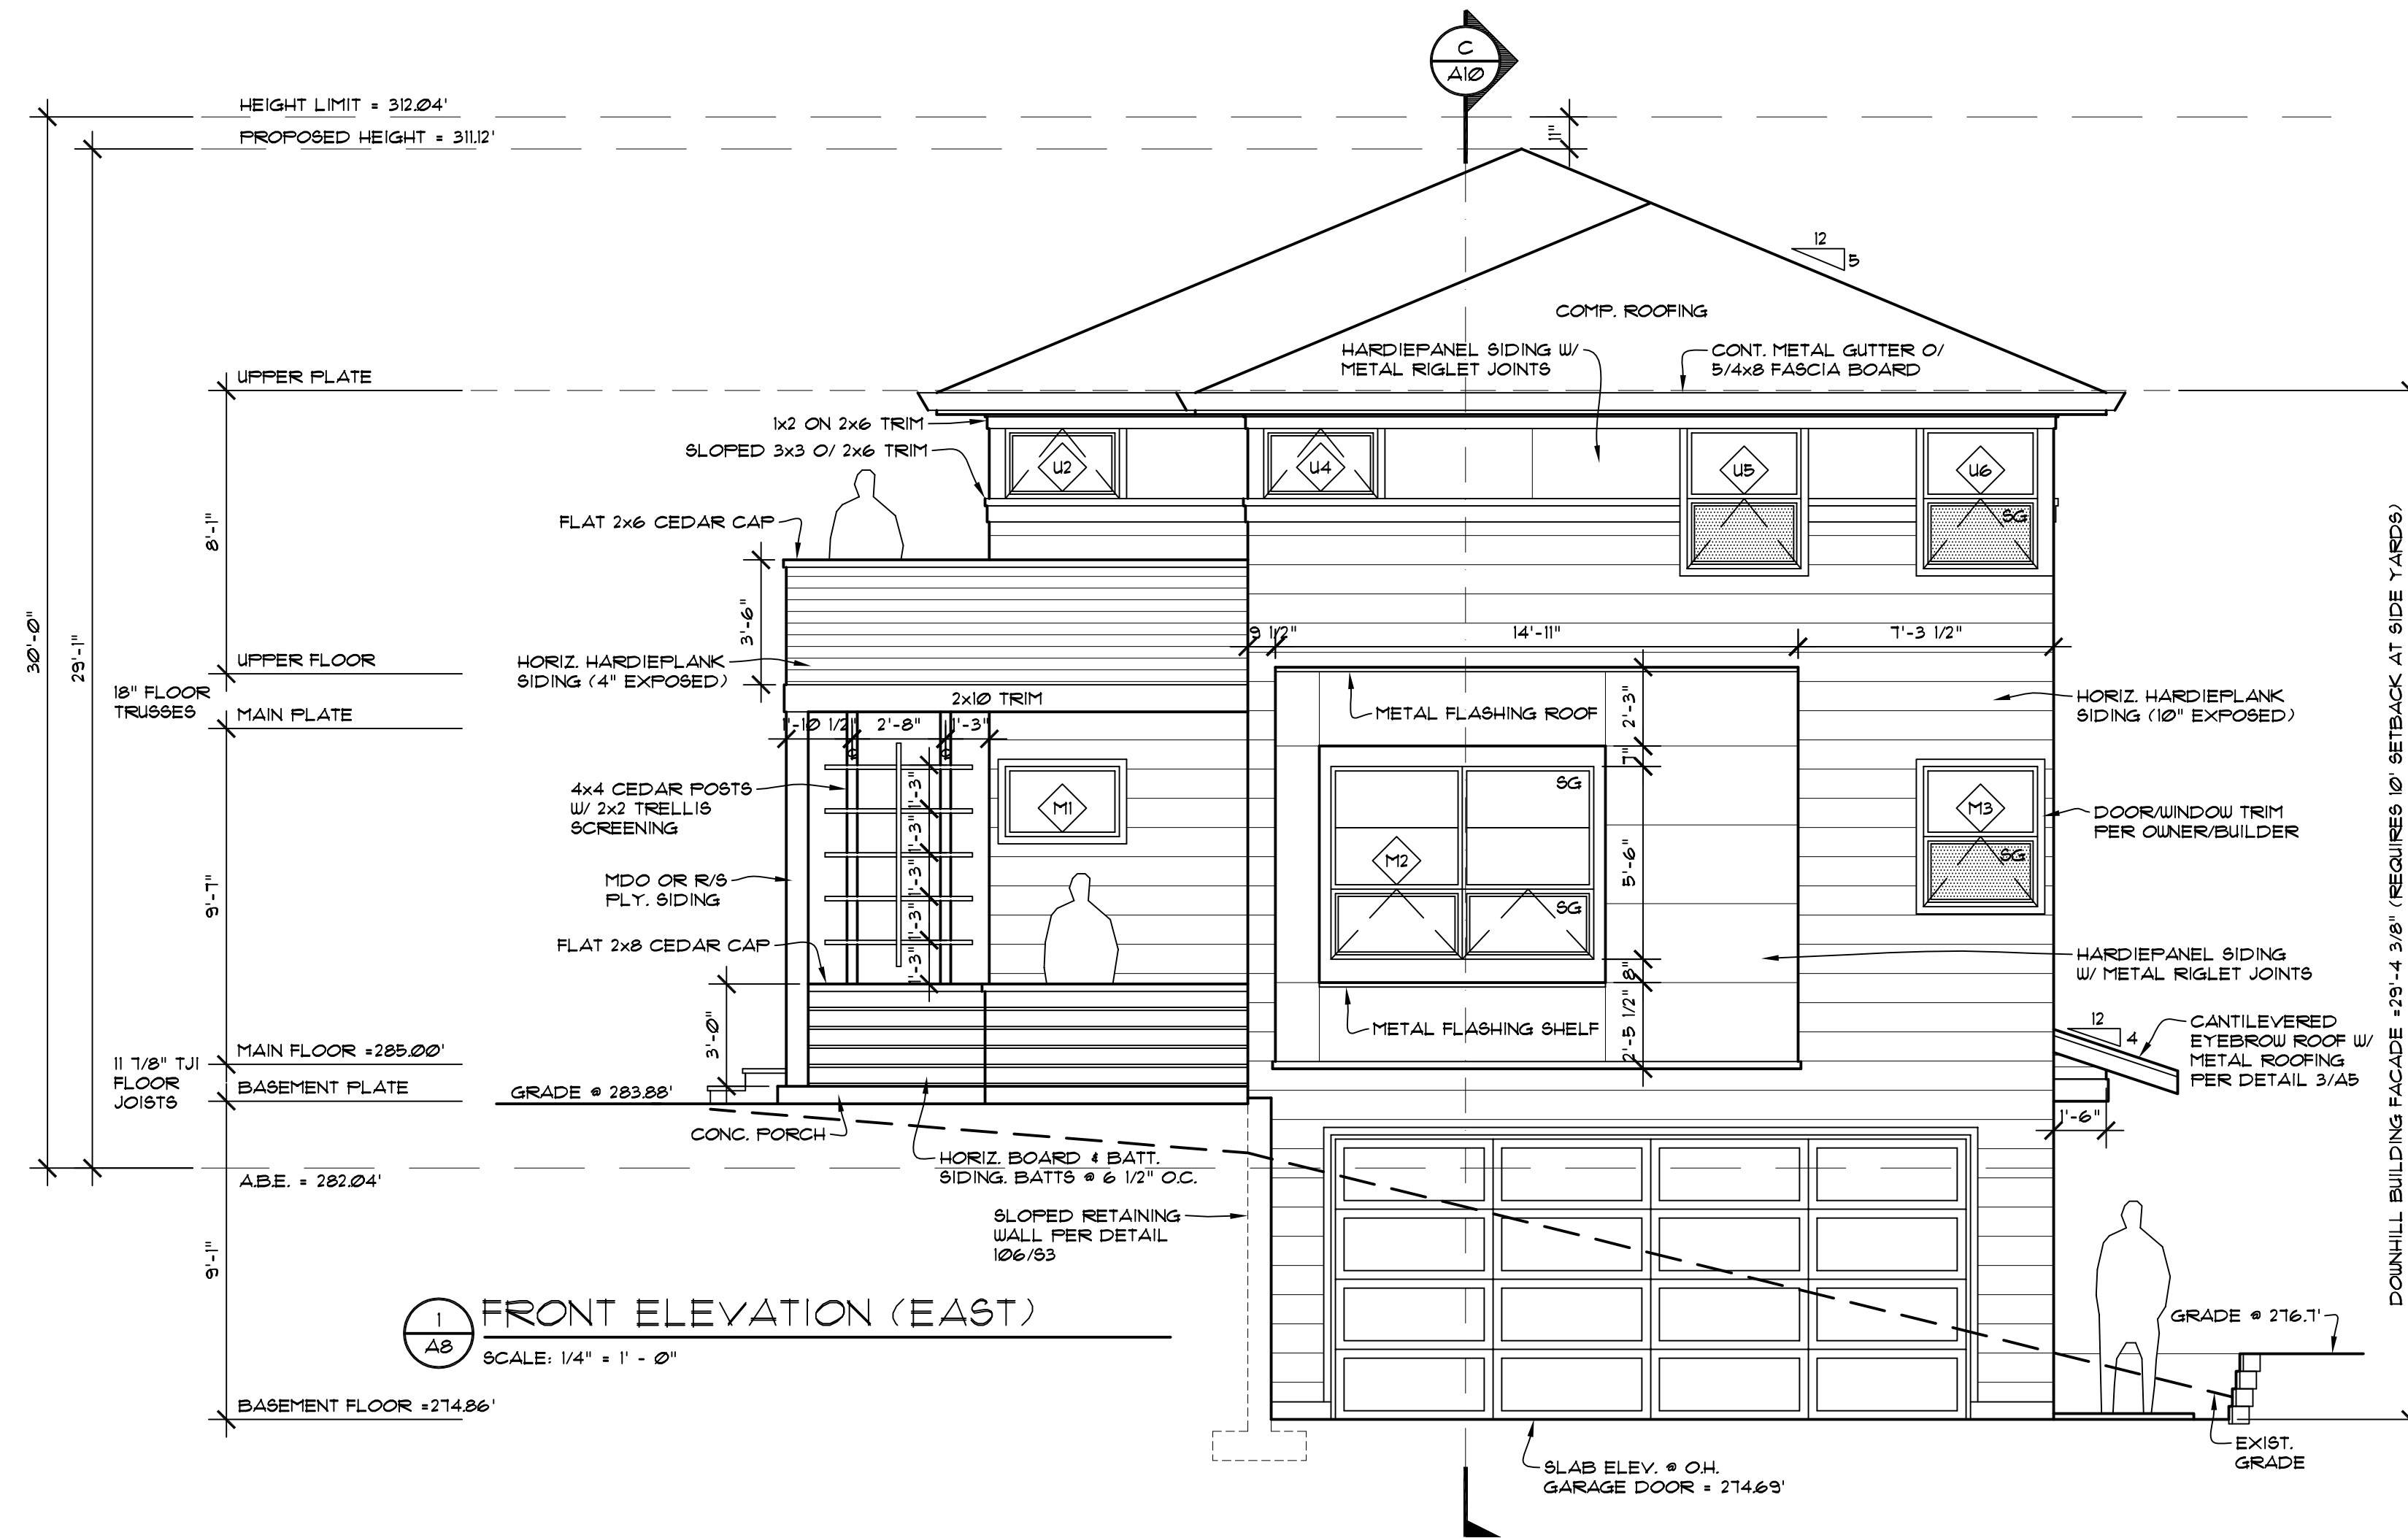 C
A10
HEIGHT LIMIT = 312.04'
PROPOSED HEIGHT = 311.12'
11"
12
5
COMP. ROOFING
HARDIEPANEL SIDING W/
METAL RIGLET JOINTS
CONT. METAL GUTTER O/
5/4x8 FASCIA BOARD
UPPER PLATE
1x2 ON 2x6 TRIM
SLOPED 3x3 O/ 2x6 TRIM
U2
U4
U5
U6
SG
FLAT 2x6 CEDAR CAP
8'-1"
30'-0"
29'-1"
3'-6"
9 1/2"
14'-11"
7'-3 1/2"
UPPER FLOOR
HORIZ. HARDIEPLANK
SIDING (4" EXPOSED)
18" FLOOR
TRUSSES
MAIN PLATE
2x10 TRIM
1'-10 1/2"
2'-8"
1'-3"
METAL FLASHING ROOF
2'-3"
7"
HORIZ. HARDIEPLANK
SIDING (10" EXPOSED)
4x4 CEDAR POSTS
W/ 2x2 TRELLIS
SCREENING
1'-3"
1'-3"
1'-3"
1'-3"
1'-3"
M1
M2
SG
SG
5'-6"
M3
SG
DOOR/WINDOW TRIM
PER OWNER/BUILDER
9'-7"
MDO OR R/S
PLY. SIDING
FLAT 2x8 CEDAR CAP
HARDIEPANEL SIDING
W/ METAL RIGLET JOINTS
8"
2'-5 1/2"
METAL FLASHING SHELF
3'-0"
12
4
CANTILEVERED
EYEBROW ROOF W/
METAL ROOFING
PER DETAIL 3/A5
MAIN FLOOR =285.00'
11 7/8" TJI
FLOOR
JOISTS
BASEMENT PLATE
GRADE @ 283.88'
1'-6"
CONC. PORCH
HORIZ. BOARD & BATT.
SIDING. BATTS @ 6 1/2" O.C.
A.B.E. = 282.04'
SLOPED RETAINING
WALL PER DETAIL
106/S3
9'-1"
1
A8
FRONT ELEVATION (EAST)
SCALE: 1/4" = 1' - 0"
GRADE @ 276.7'
BASEMENT FLOOR =274.86'
EXIST.
GRADE
SLAB ELEV. @ O.H.
GARAGE DOOR = 274.69'
DOWNHILL BUILDING FACADE =29'-4 3/8" (REQUIRES 10' SETBACK AT SIDE YARDS)